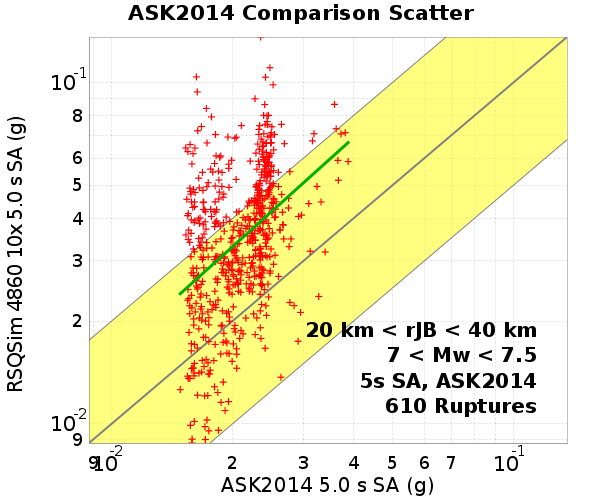 ASK2014 Comparison Scatter
RSQSim 4860 10x 5.0 s SA (g)
10⁻¹
8
6
5
4
3
2
10⁻²
9
20 km < rJB < 40 km
7 < Mw < 7.5
5s SA, ASK2014
610 Ruptures
9 10⁻² 2 3 4 5 6 7 10⁻¹
ASK2014 5.0 s SA (g)